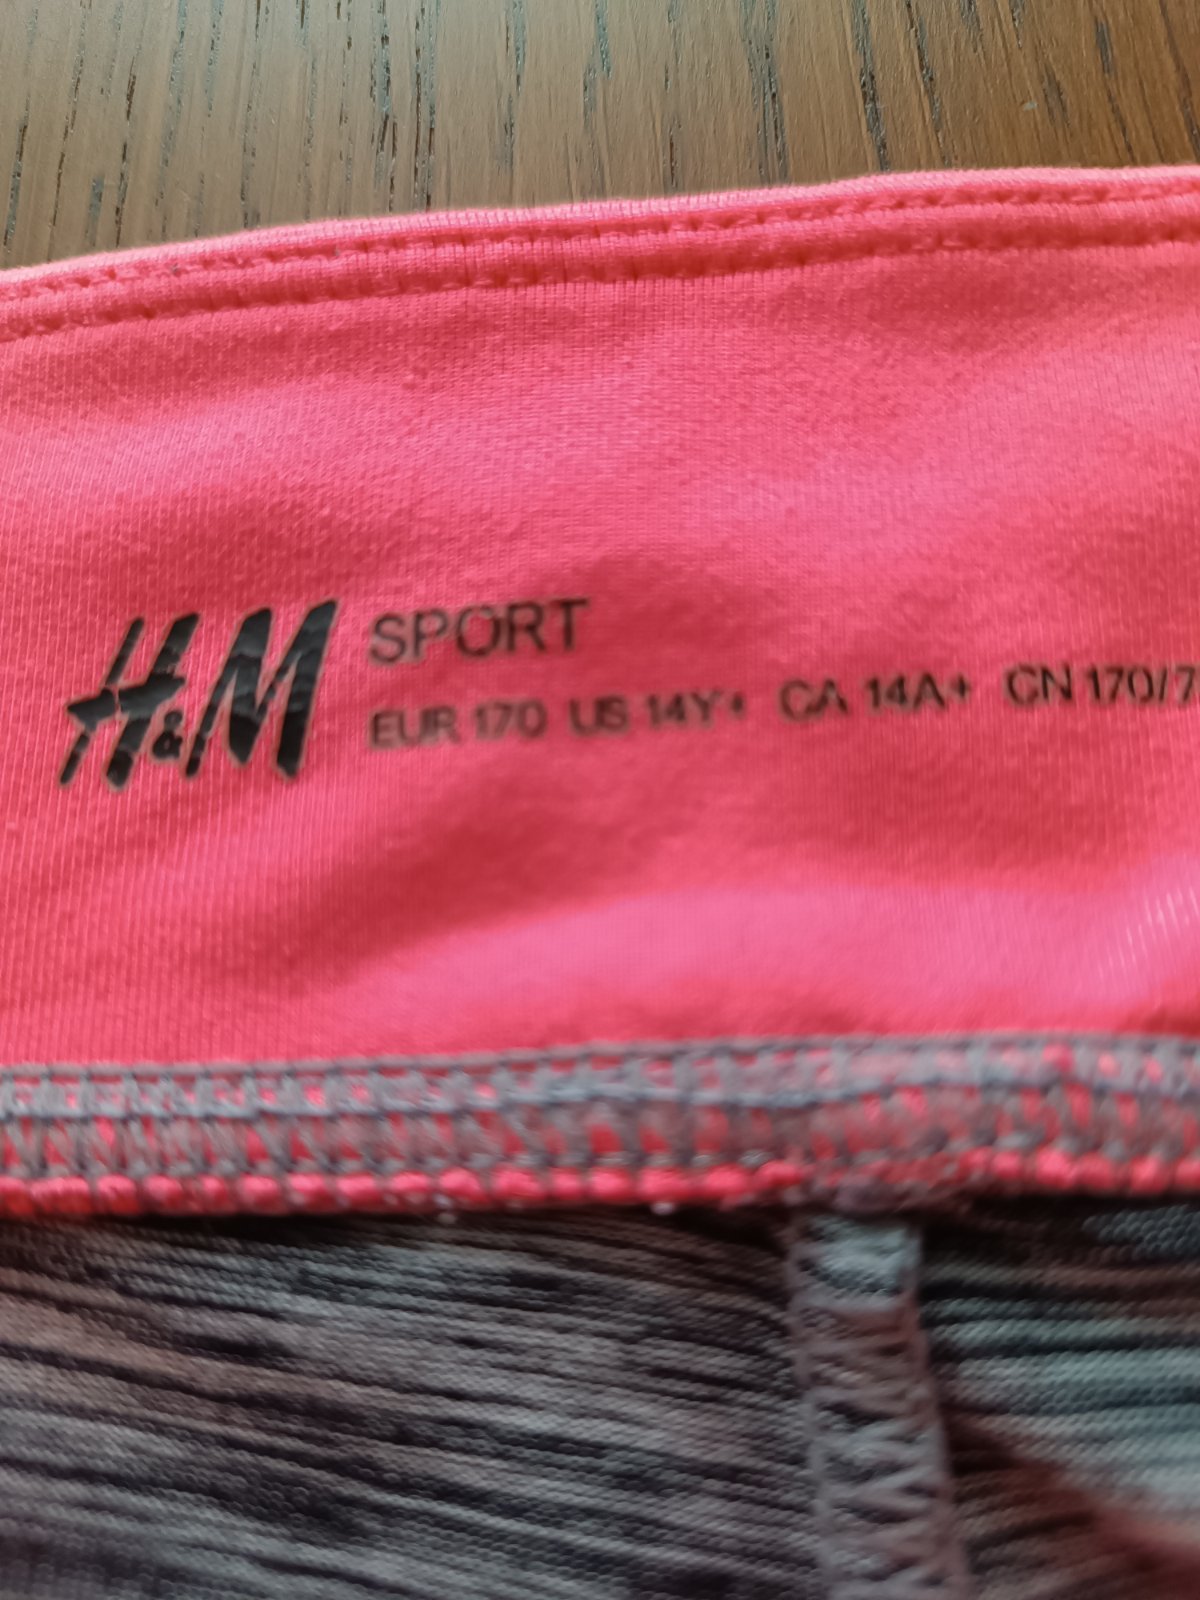 H&M
SPORT
EUR 170 US 14Y+ CA 14A+ CN 170/7